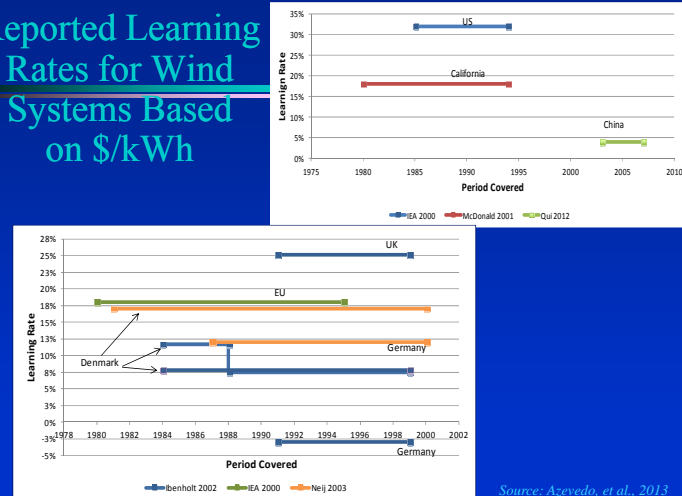 eported Learning
Rates for Wind
Systems Based
on $/kWh
35%
30%
25%
20%
15%
10%
5%
0%
Learnign Rate
US
California
China
1975 1980 1985 1990 1995 2000 2005 2010
Period Covered
IEA 2000 McDonald 2001 Qui 2012
28%
25%
23%
20%
18%
15%
13%
10%
8%
5%
3%
0%
-3%
-5%
Learning Rate
UK
EU
Denmark
Germany
1978 1980 1982 1984 1986 1988 1990 1992 1994 1996 1998 2000 2002
Germany
Period Covered
Ibenholt 2002 IEA 2000 Neij 2003
Source: Azevedo, et al., 2013